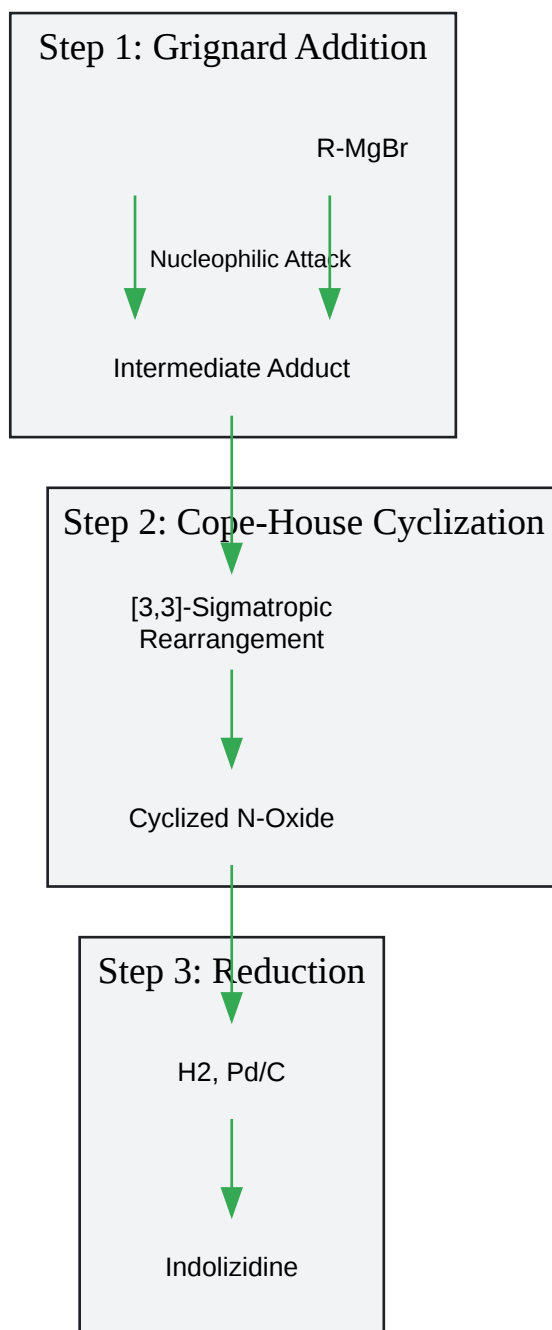 Step 1: Grignard Addition
R-MgBr
Nucleophilic Attack
Intermediate Adduct
Step 2: Cope-House Cyclization
[3,3]-Sigmatropic
Rearrangement
Cyclized N-Oxide
Step 3: Reduction
H2, Pd/C
Indolizidine